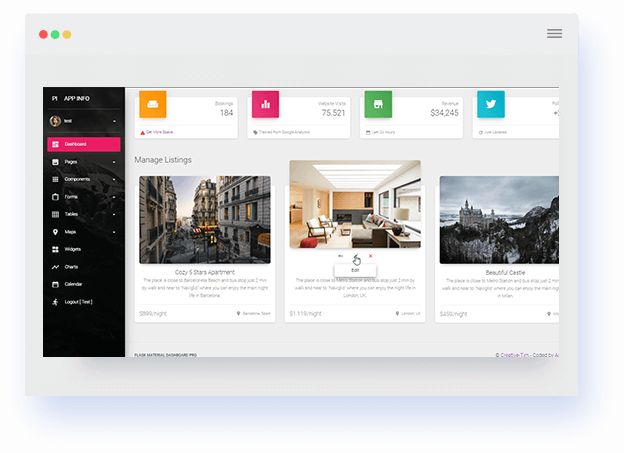 PI APP INFO
test
Dashboard
Pages
Components
Forms
Tables
Maps
Widgets
Charts
Calendar
Logout [ Test ]
Bookings
184
Get More Space...
Website Visits
75.521
Tracked from Google Analytics
Revenue
$34,245
Last 24 Hours
Just Updated
Manage Listings
Cozy 5 Stars Apartment
The place is close to Barceloneta Beach and bus stop just 2 min
by walk and near to 'Naviglio' where you can enjoy the main night
life in Barcelona.
$899/night
Barcelona, Spain
Edit
The place is close to Metro Station and bus stop just 2 min by
walk and near to 'Naviglio' where you can enjoy the night life in
London, UK.
$1.119/night
London, UK
Beautiful Castle
The place is close to Metro Station and bus stop just 2 min by
walk and near to 'Naviglio' where you can enjoy the main night life
in Milan.
$459/night
FLASK MATERIAL DASHBOARD PRO
© Creative-Tim - Coded by